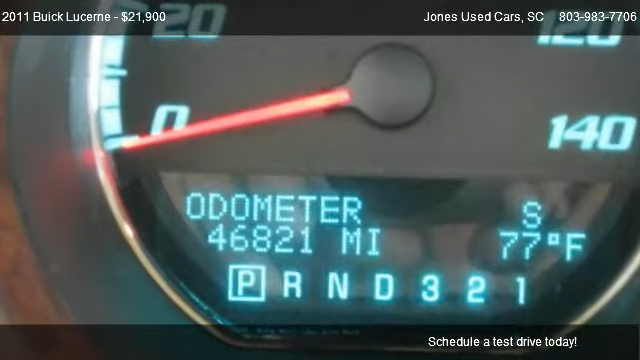 2011 Buick Lucerne - $21,900
Jones Used Cars, SC 803-983-7706
20
120
0
140
ODOMETER S
46821 MI 77°F
P R N D 3 2 1
Schedule a test drive today!